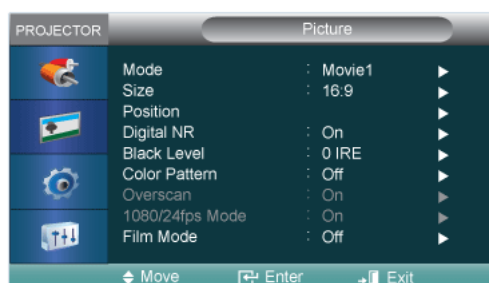 PROJECTOR Picture
Mode : Movie1
Size : 16:9
Position
Digital NR : On
Black Level : 0 IRE
Color Pattern : Off
Overscan : On
1080/24fps Mode : On
Film Mode : Off
Move Enter Exit